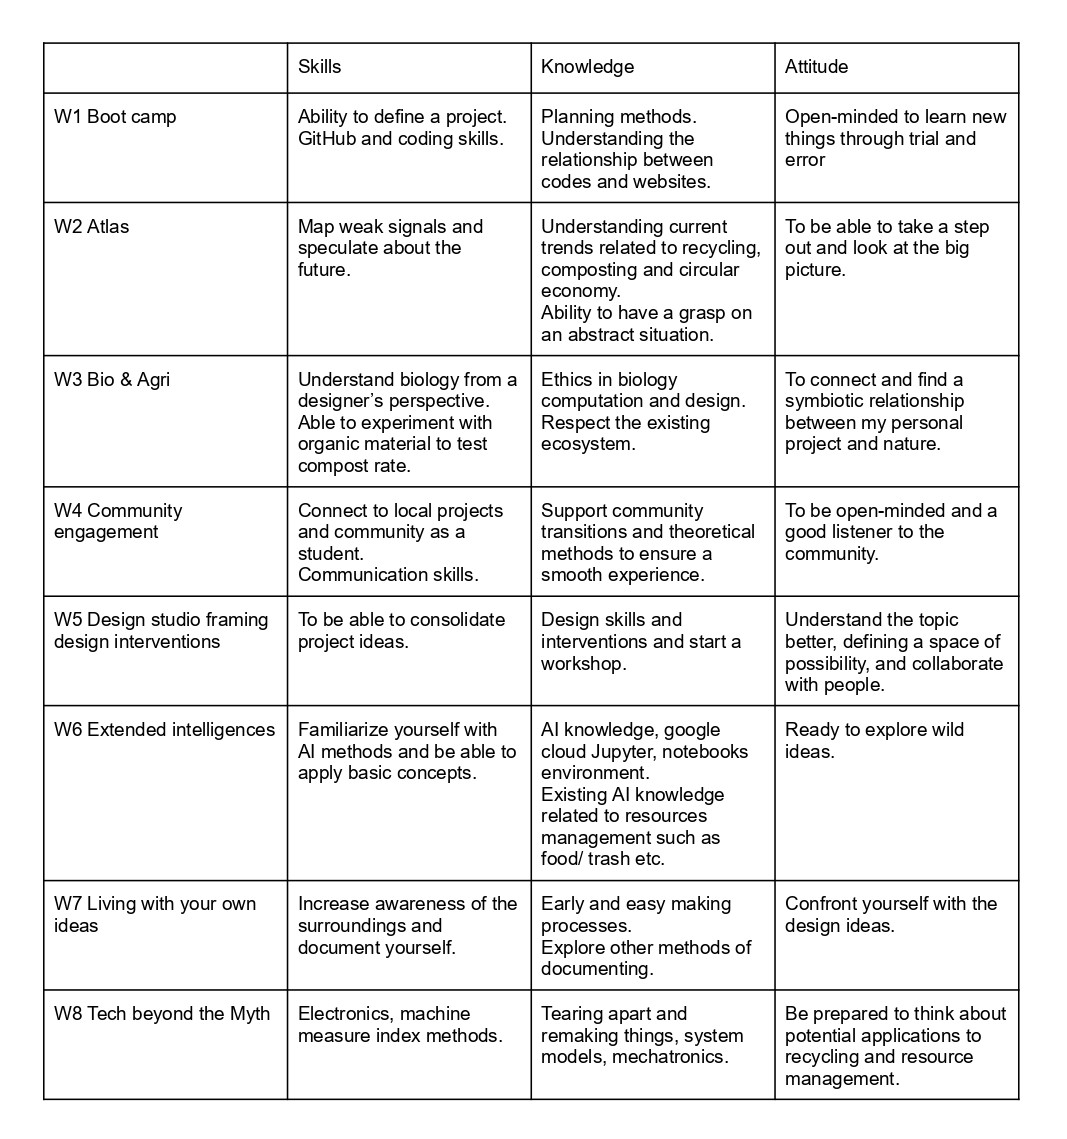 Skills
Knowledge
Attitude
W1 Boot camp
Ability to define a project.
GitHub and coding skills.
Planning methods.
Understanding the
relationship between
codes and websites.
Open-minded to learn new
things through trial and
error
W2 Atlas
Map weak signals and
speculate about the
future.
Understanding current
trends related to recycling,
composting and circular
economy.
Ability to have a grasp on
an abstract situation.
To be able to take a step
out and look at the big
picture.
W3 Bio & Agri
Understand biology from a
designer’s perspective.
Able to experiment with
organic material to test
compost rate.
Ethics in biology
computation and design.
Respect the existing
ecosystem.
To connect and find a
symbiotic relationship
between my personal
project and nature.
W4 Community
engagement
Connect to local projects
and community as a
student.
Communication skills.
Support community
transitions and theoretical
methods to ensure a
smooth experience.
To be open-minded and a
good listener to the
community.
W5 Design studio framing
design interventions
To be able to consolidate
project ideas.
Design skills and
interventions and start a
workshop.
Understand the topic
better, defining a space of
possibility, and collaborate
with people.
W6 Extended intelligences
Familiarize yourself with
AI methods and be able to
apply basic concepts.
AI knowledge, google
cloud Jupyter, notebooks
environment.
Existing AI knowledge
related to resources
management such as
food/ trash etc.
Ready to explore wild
ideas.
W7 Living with your own
ideas
Increase awareness of the
surroundings and
document yourself.
Early and easy making
processes.
Explore other methods of
documenting.
Confront yourself with the
design ideas.
W8 Tech beyond the Myth
Electronics, machine
measure index methods.
Tearing apart and
remaking things, system
models, mechatronics.
Be prepared to think about
potential applications to
recycling and resource
management.